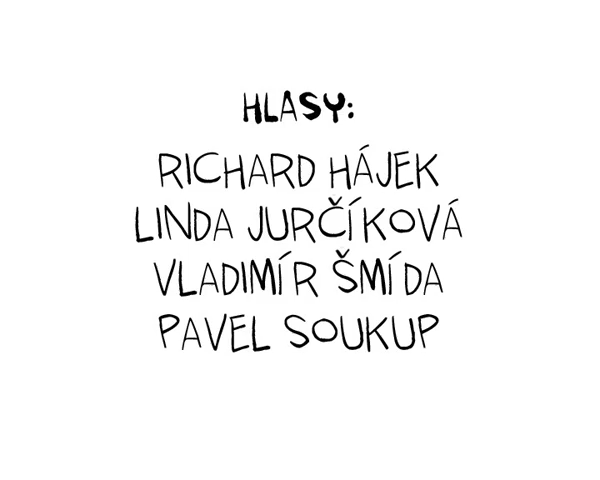 HLASY:
RICHARD HÁJEK
LINDA JURČÍKOVÁ
VLADIMÍR ŠMÍDA
PAVEL SOUKUP